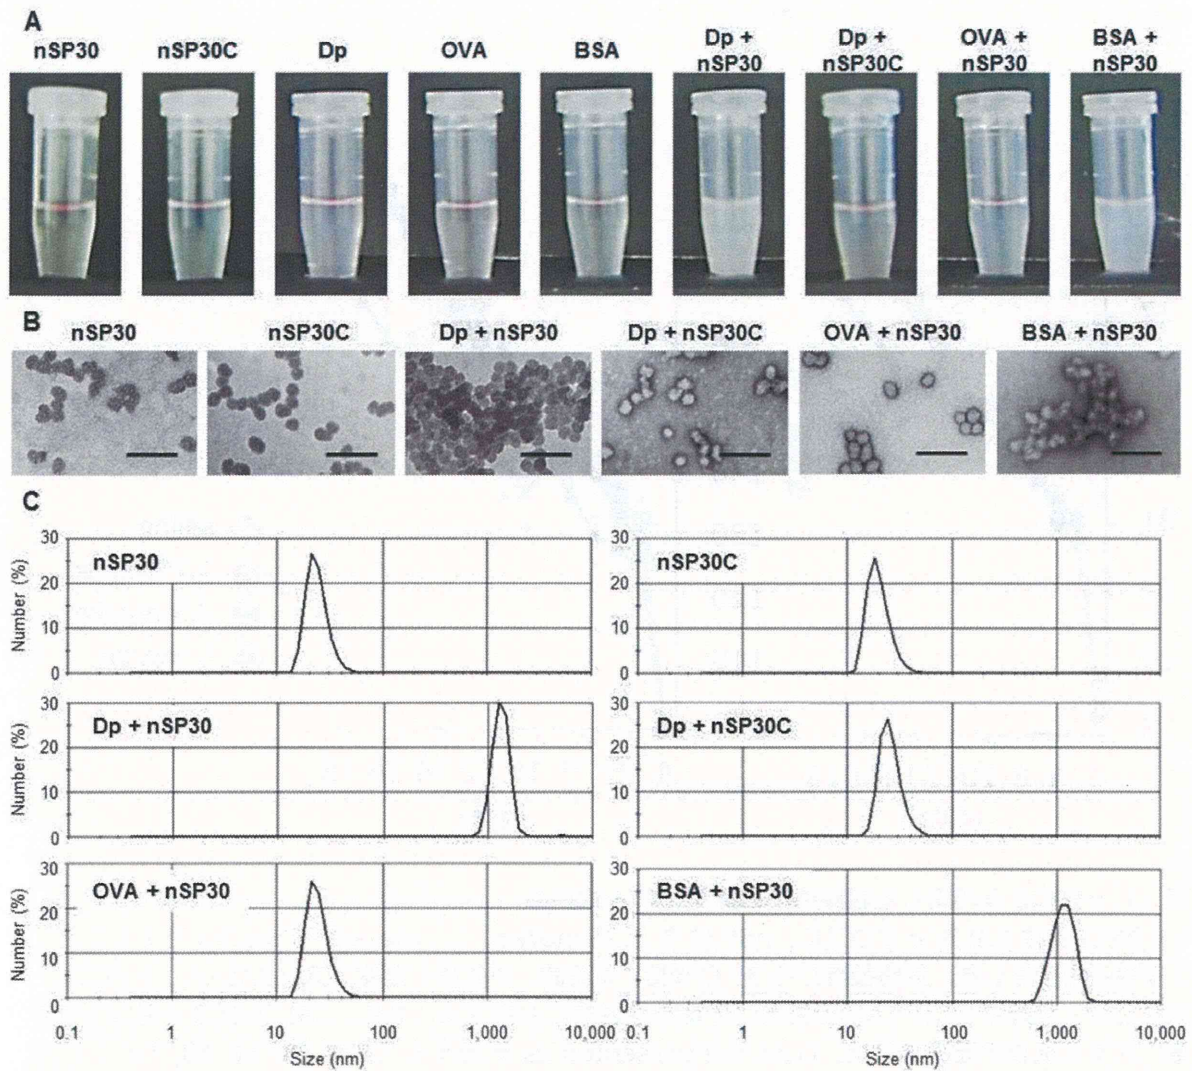 A
nSP30 nSP30C Dp OVA BSA Dp + nSP30 Dp + nSP30C OVA + nSP30 BSA + nSP30
B
nSP30 nSP30C Dp + nSP30 Dp + nSP30C OVA + nSP30 BSA + nSP30
C
nSP30
Number (%)
30
20
10
0
nSP30C
30
20
10
0
Dp + nSP30
Number (%)
30
20
10
0
Dp + nSP30C
30
20
10
0
OVA + nSP30
Number (%)
30
20
10
0
BSA + nSP30
30
20
10
0
0.1 1 10 100 1,000 10,000
Size (nm)
0.1 1 10 100 1,000 10,000
Size (nm)